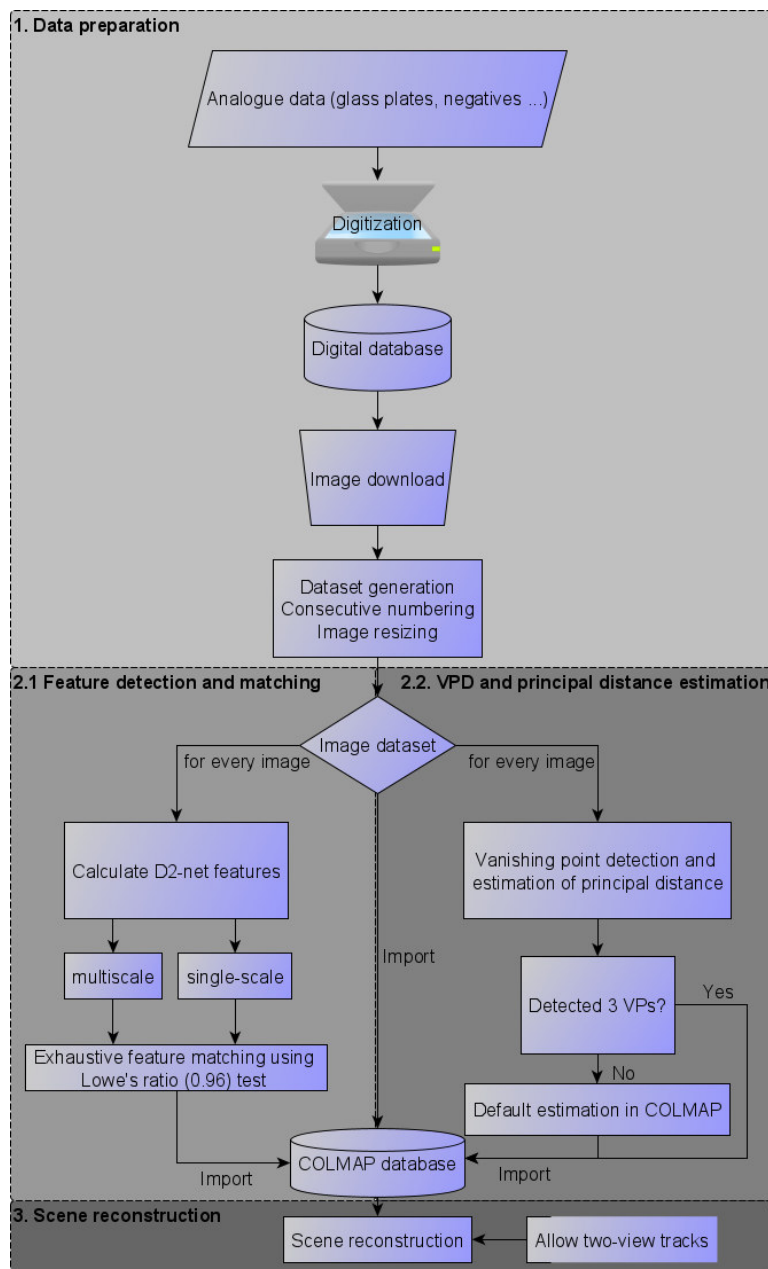 1. Data preparation
Analogue data (glass plates, negatives ...)
Digitization
Digital database
Image download
Dataset generation
Consecutive numbering
Image resizing
2.1 Feature detection and matching
2.2. VPD and principal distance estimation
Image dataset
for every image
for every image
Calculate D2-net features
Vanishing point detection and
estimation of principal distance
multiscale
single-scale
Import
Detected 3 VPs?
Yes
No
Exhaustive feature matching using
Lowe's ratio (0.96) test
Default estimation in COLMAP
Import
COLMAP database
Import
3. Scene reconstruction
Scene reconstruction
Allow two-view tracks